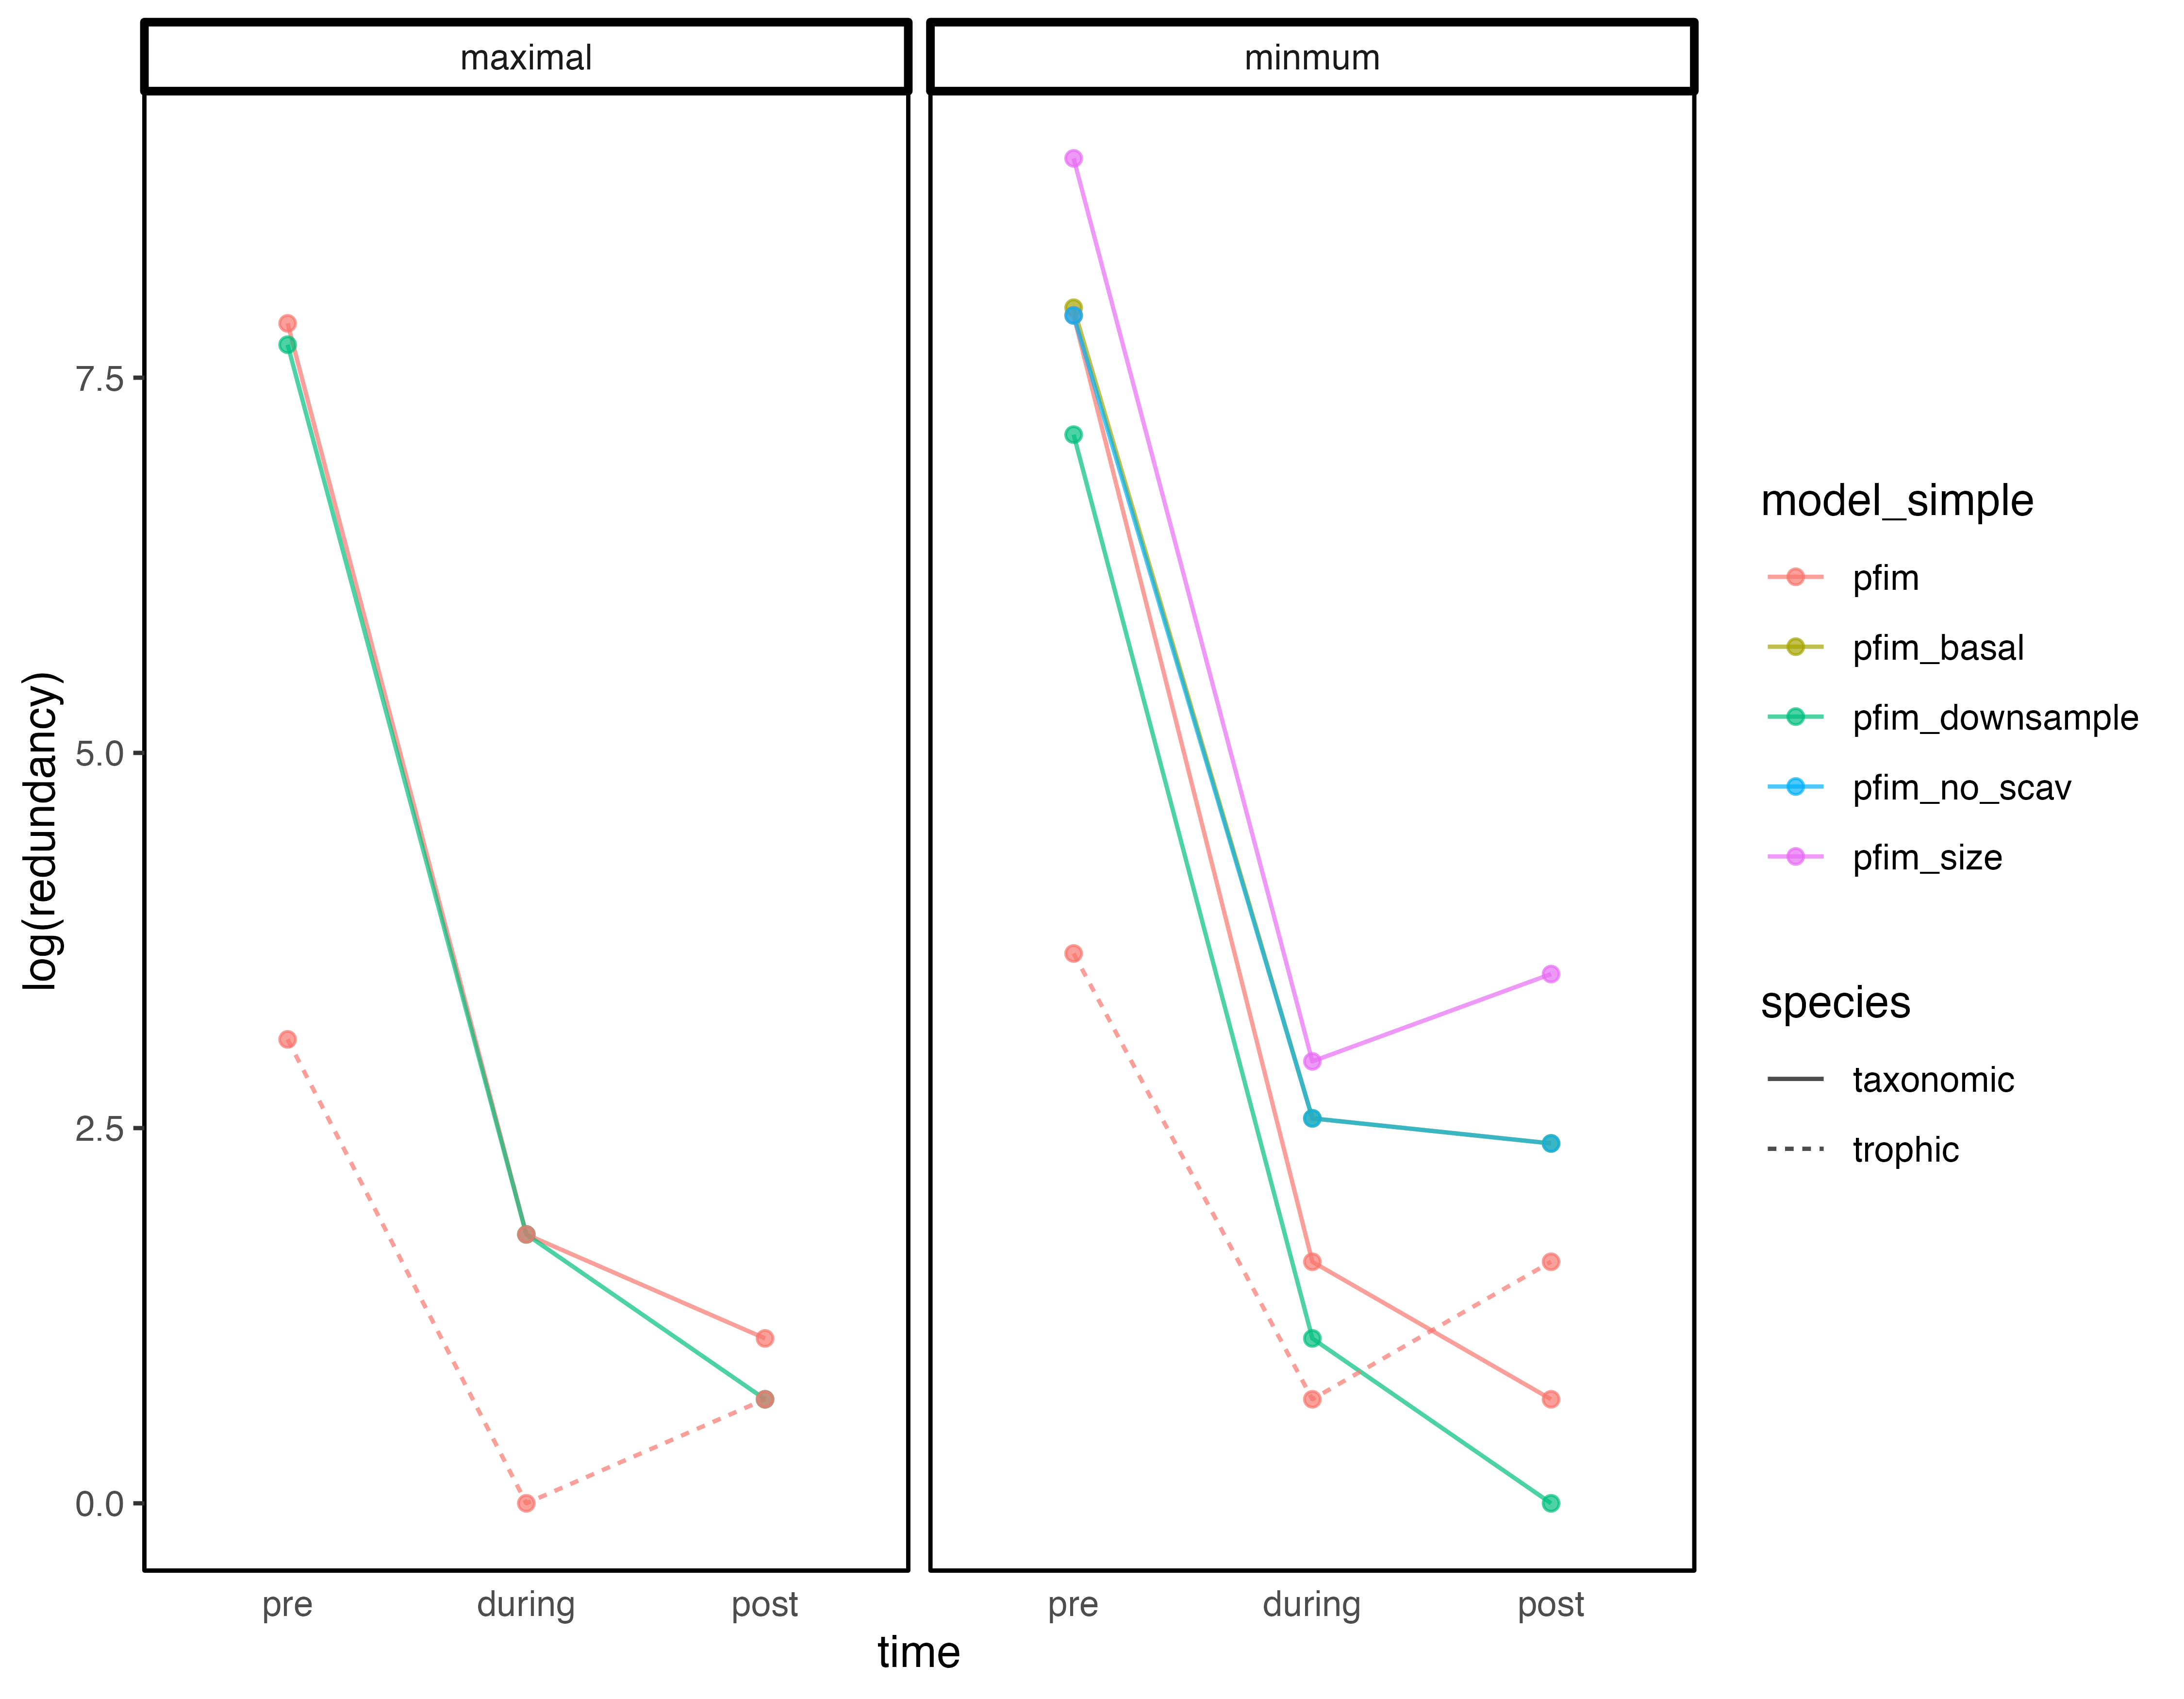 maximal
minmum
log(redundancy)
7.5
5.0
2.5
0.0
pre
during
post
pre
during
post
time
model_simple
pfim
pfim_basal
pfim_downsample
pfim_no_scav
pfim_size
species
taxonomic
trophic